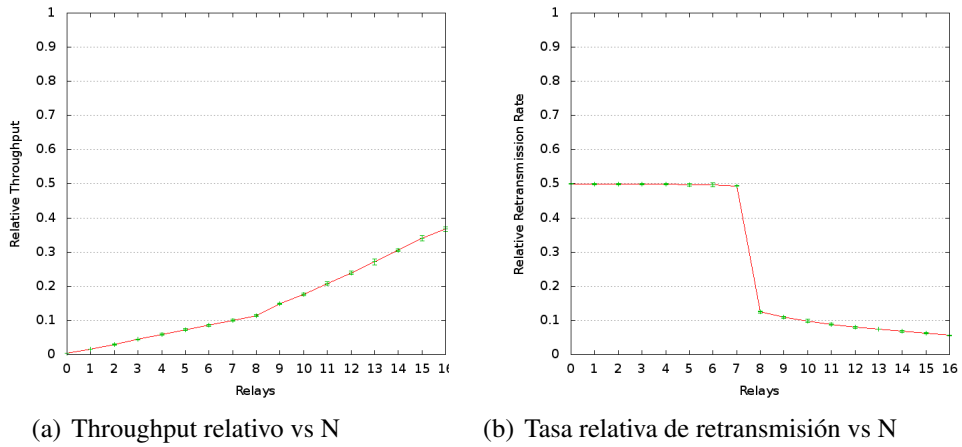 1
0.9
0.8
0.7
0.6
0.5
0.4
0.3
0.2
0.1
0
Relative Throughput
0 1 2 3 4 5 6 7 8 9 10 11 12 13 14 15 16
Relays
(a) Throughput relativo vs N
1
0.9
0.8
0.7
0.6
0.5
0.4
0.3
0.2
0.1
0
Relative Retransmission Rate
0 1 2 3 4 5 6 7 8 9 10 11 12 13 14 15 16
Relays
(b) Tasa relativa de retransmisión vs N